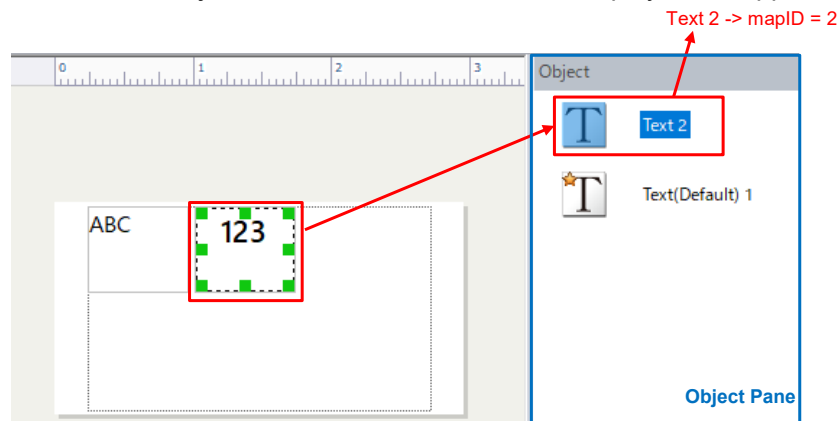 Text 2 -> mapID = 2
0 1 2 3
Object
Text 2
Text(Default) 1
ABC
123
Object Pane